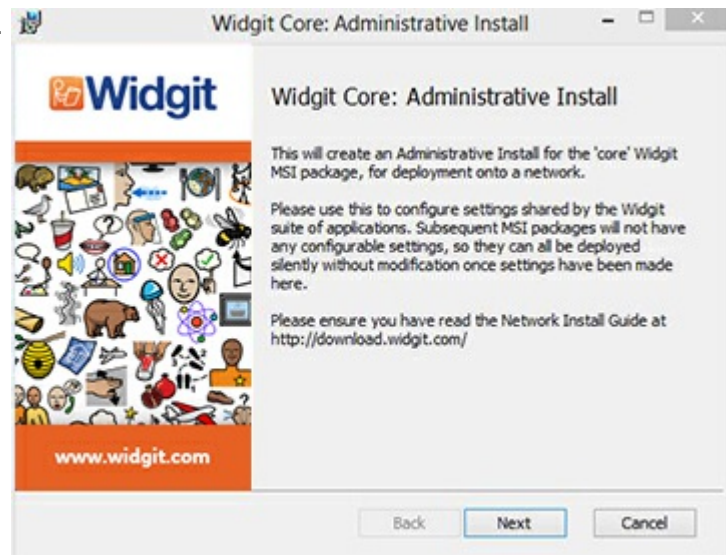 Widgit Core: Administrative Install
Widgit
Widgit Core: Administrative Install
This will create an Administrative Install for the 'core' Widgit
MSI package, for deployment onto a network.
Please use this to configure settings shared by the Widgit
suite of applications. Subsequent MSI packages will not have
any configurable settings, so they can all be deployed
silently without modification once settings have been made
here.
Please ensure you have read the Network Install Guide at
http://download.widgit.com/
www.widgit.com
Back
Next
Cancel